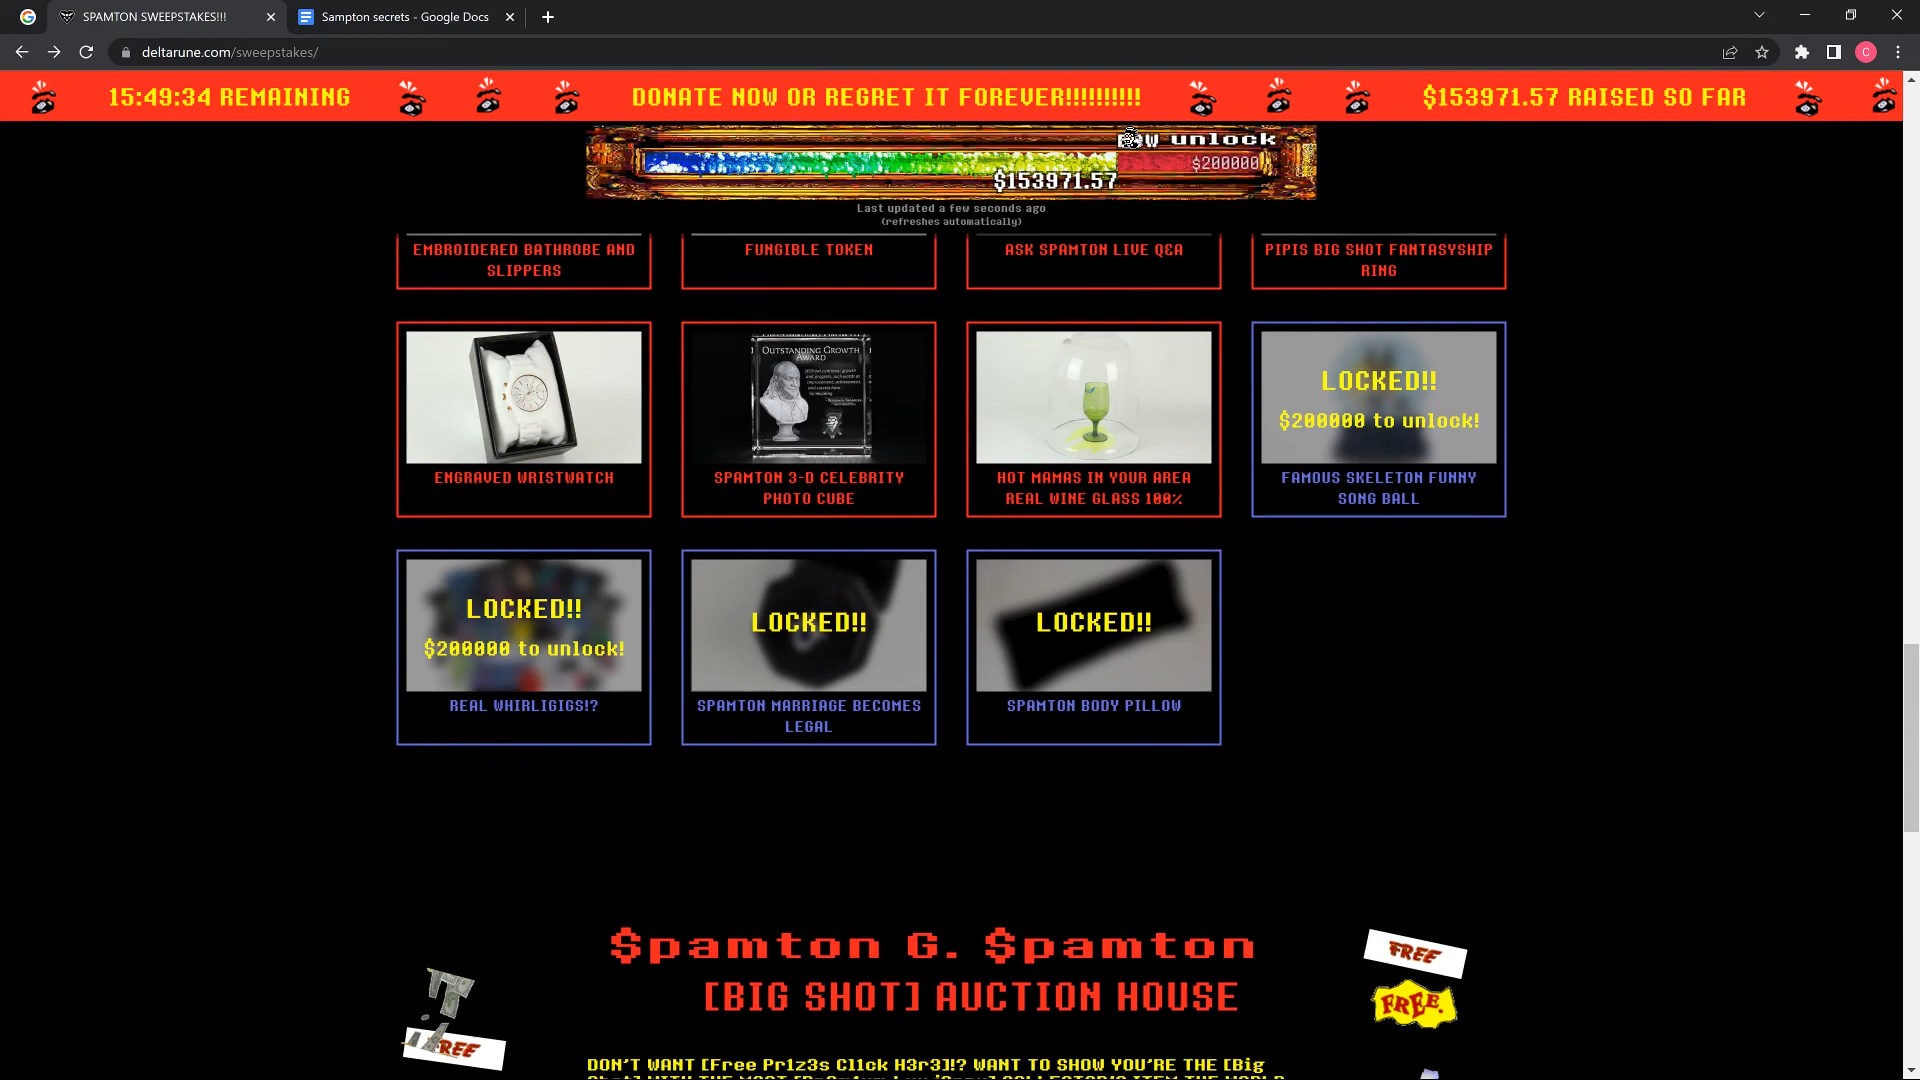 SPAMTON SWEEPSTAKES!!!
Sampton secrets - Google Docs
deltarune.com/sweepstakes/
C
15:49:34 REMAINING
DONATE NOW OR REGRET IT FOREVER!!!!!!!!!!
$153971.57 RAISED SO FAR
unlock
$200000
$153971.57
Last updated a few seconds ago
(refreshes automatically)
EMBROIDERED BATHROBE AND
SLIPPERS
FUNGIBLE TOKEN
ASK SPAMTON LIVE Q&A
PIPIS BIG SHOT FANTASYSHIP
RING
OUTSTANDING GROWTH
AWARD
ENGRAVED WRISTWATCH
SPAMTON 3-D CELEBRITY
PHOTO CUBE
HOT MAMAS IN YOUR AREA
REAL WINE GLASS 100%
LOCKED!!
$200000 to unlock!
FAMOUS SKELETON FUNNY
SONG BALL
LOCKED!!
$200000 to unlock!
REAL WHIRLIGIGS!?
LOCKED!!
SPAMTON MARRIAGE BECOMES
LEGAL
LOCKED!!
SPAMTON BODY PILLOW
$pamton G. $pamton
[BIG SHOT] AUCTION HOUSE
FREE
FREE.
FREE
DON'T WANT [Free Pr1z3s Cl1ck H3r3]!? WANT TO SHOW YOU'RE THE [Big